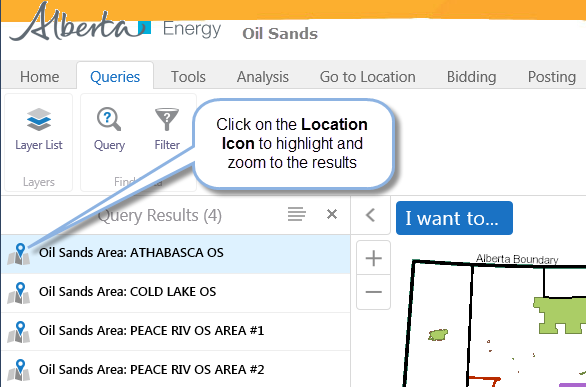 Alberta Energy Oil Sands
Home Queries Tools Analysis Go to Location Bidding Posting
Layer List Query Filter
Click on the Location
Icon to highlight and
zoom to the results
Layers Find
Query Results (4)
I want to...
Oil Sands Area: ATHABASCA OS
Alberta Boundary
Oil Sands Area: COLD LAKE OS
Oil Sands Area: PEACE RIV OS AREA #1
Oil Sands Area: PEACE RIV OS AREA #2